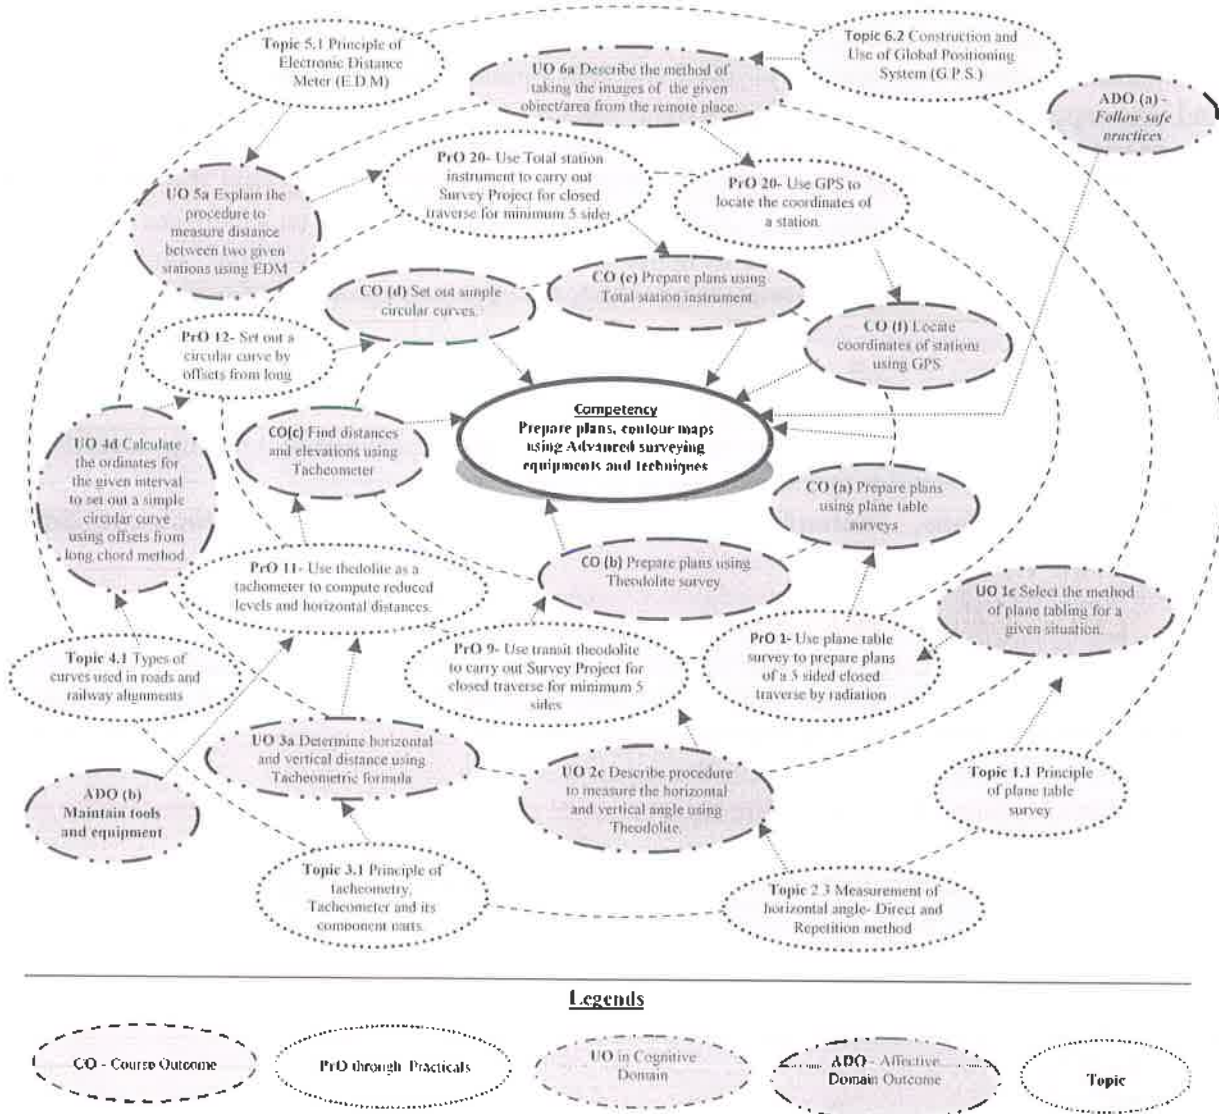 Topic 5.1 Principle of
Electronic Distance
Meter (E.D.M)
Topic 6.2 Construction and
Use of Global Positioning
System (G.P.S.)
UO 6a Describe the method of
taking the images of the given
object/area from the remote place.
ADO (a) -
Follow safe
practices
PrO 20- Use Total station
instrument to carry out
Survey Project for closed
traverse for minimum 5 sides
PrO 20- Use GPS to
locate the coordinates of
a station.
UO 5a Explain the
procedure to
measure distance
between two given
stations using EDM
CO (d) Set out simple
circular curves.
CO (e) Prepare plans using
Total station instrument.
CO (f) Locate
coordinates of stations
using GPS
PrO 12- Set out a
circular curve by
offsets from long
Competency
Prepare plans, contour maps
using Advanced surveying
equipments and techniques
UO 4d Calculate
the ordinates for
the given interval
to set out a simple
circular curve
using offsets from
long chord method.
CO(c) Find distances
and elevations using
Tacheometer
CO (a) Prepare plans
using plane table
surveys
CO (b) Prepare plans using
Theodolite survey.
PrO 11- Use thedolite as a
tachometer to compute reduced
levels and horizontal distances.
UO 1c Select the method
of plane tabling for a
given situation.
Topic 4.1 Types of
curves used in roads and
railway alignments
PrO 9- Use transit theodolite
to carry out Survey Project for
closed traverse for minimum 5
sides
PrO 1- Use plane table
survey to prepare plans
of a 5 sided closed
traverse by radiation
UO 3a Determine horizontal
and vertical distance using
Tacheometric formula
UO 2c Describe procedure
to measure the horizontal
and vertical angle using
Theodolite.
Topic 1.1 Principle
of plane table
survey
ADO (b)
Maintain tools
and equipment
Topic 3.1 Principle of
tacheometry,
Tacheometer and its
component parts.
Topic 2.3 Measurement of
horizontal angle- Direct and
Repetition method
Legends
CO - Course Outcome
PrO through Practicals
UO in Cognitive
Domain
ADO - Affective
Domain Outcome
Topic